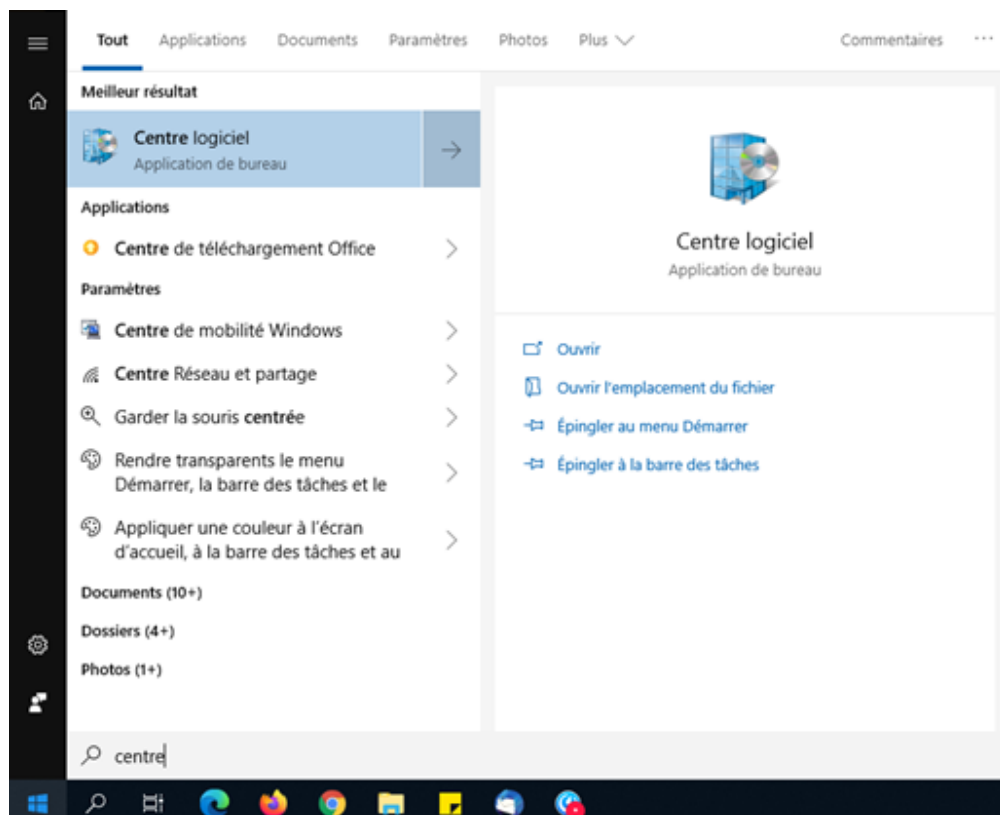 Tout Applications Documents Paramètres Photos Plus Commentaires ...
Meilleur résultat
Centre logiciel
Application de bureau
Applications
Centre de téléchargement Office
Paramètres
Centre de mobilité Windows
Centre Réseau et partage
Garder la souris centrée
Rendre transparents le menu
Démarrer, la barre des tâches et le
Appliquer une couleur à l'écran
d'accueil, à la barre des tâches et au
Documents (10+)
Dossiers (4+)
Photos (1+)
Centre logiciel
Application de bureau
Ouvrir
Ouvrir l'emplacement du fichier
Épingler au menu Démarrer
Épingler à la barre des tâches
centre